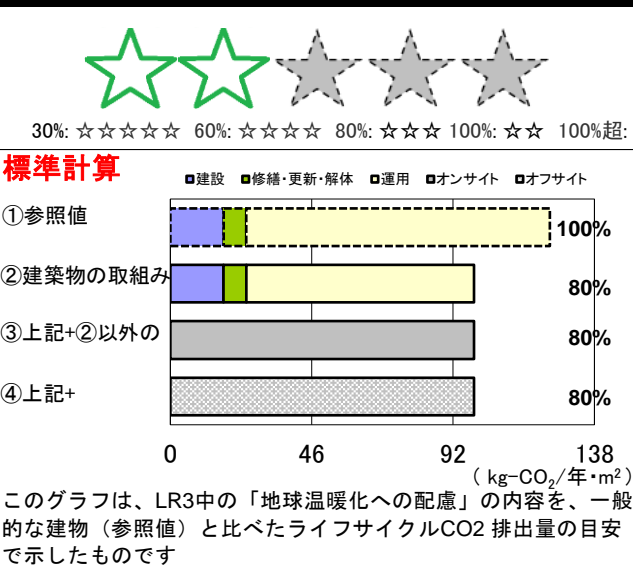 30%: ☆☆☆☆☆ 60%: ☆☆☆☆ 80%: ☆☆☆ 100%: ☆☆ 100%超:
標準計算
■建設 ■修繕・更新・解体 □運用 ■オンサイト ■オフサイト
①参照値 100%
②建築物の取組み 80%
③上記+②以外の 80%
④上記+ 80%
0 46 92 138
( kg-CO2/年・m²)
このグラフは、LR3中の「地球温暖化への配慮」の内容を、一般
的な建物（参照値）と比べたライフサイクルCO2 排出量の目安
で示したものです